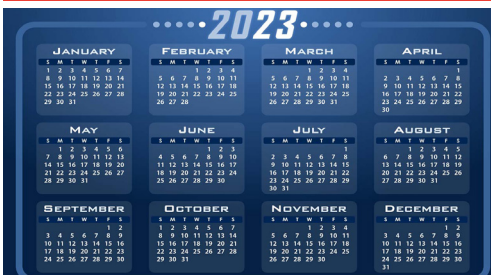 2023
JANUARY
S M T W T F S
1 2 3 4 5 6 7
8 9 10 11 12 13 14
15 16 17 18 19 20 21
22 23 24 25 26 27 28
29 30 31
FEBRUARY
S M T W T F S
1 2 3 4
5 6 7 8 9 10 11
12 13 14 15 16 17 18
19 20 21 22 23 24 25
26 27 28
MARCH
S M T W T F S
1 2 3 4
5 6 7 8 9 10 11
12 13 14 15 16 17 18
19 20 21 22 23 24 25
26 27 28 29 30 31
APRIL
S M T W T F S
1
2 3 4 5 6 7 8
9 10 11 12 13 14 15
16 17 18 19 20 21 22
23 24 25 26 27 28 29
30
MAY
S M T W T F S
1 2 3 4 5 6
7 8 9 10 11 12 13
14 15 16 17 18 19 20
21 22 23 24 25 26 27
28 29 30 31
JUNE
S M T W T F S
1 2 3
4 5 6 7 8 9 10
11 12 13 14 15 16 17
18 19 20 21 22 23 24
25 26 27 28 29 30
JULY
S M T W T F S
1
2 3 4 5 6 7 8
9 10 11 12 13 14 15
16 17 18 19 20 21 22
23 24 25 26 27 28 29
30 31
AUGUST
S M T W T F S
1 2 3 4 5
6 7 8 9 10 11 12
13 14 15 16 17 18 19
20 21 22 23 24 25 26
27 28 29 30 31
SEPTEMBER
S M T W T F S
1 2
3 4 5 6 7 8 9
10 11 12 13 14 15 16
17 18 19 20 21 22 23
24 25 26 27 28 29 30
OCTOBER
S M T W T F S
1 2 3 4 5 6 7
8 9 10 11 12 13 14
15 16 17 18 19 20 21
22 23 24 25 26 27 28
29 30 31
NOVEMBER
S M T W T F S
1 2 3 4
5 6 7 8 9 10 11
12 13 14 15 16 17 18
19 20 21 22 23 24 25
26 27 28 29 30
DECEMBER
S M T W T F S
1 2
3 4 5 6 7 8 9
10 11 12 13 14 15 16
17 18 19 20 21 22 23
24 25 26 27 28 29 30
31